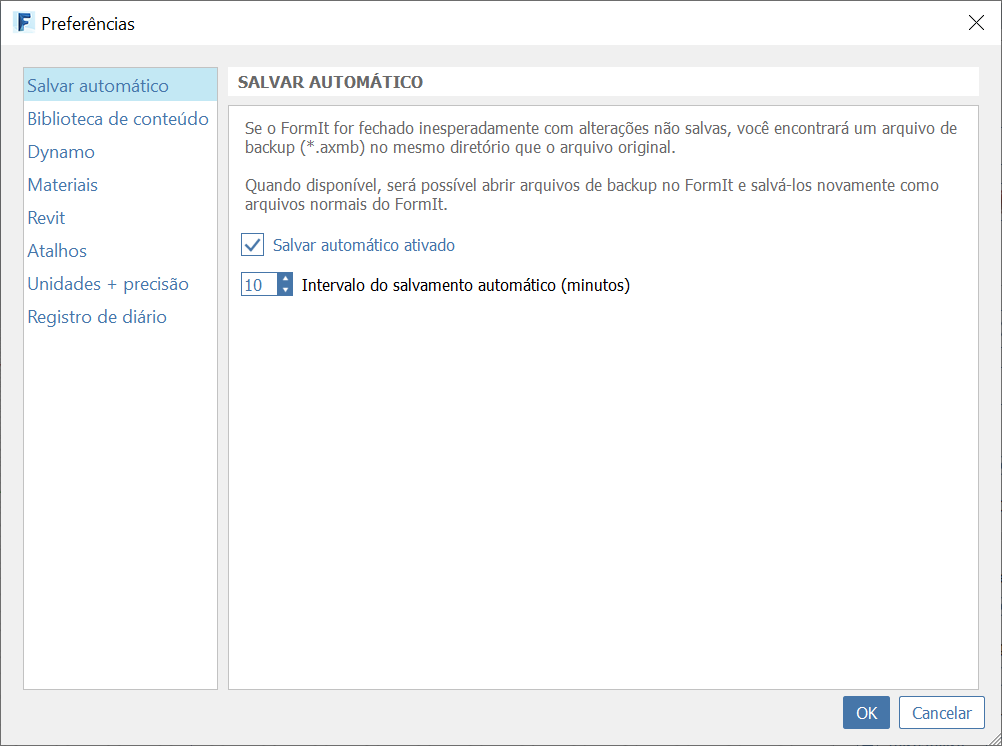 Preferências
Salvar automático
Biblioteca de conteúdo
Dynamo
Materiais
Revit
Atalhos
Unidades + precisão
Registro de diário
SALVAR AUTOMÁTICO
Se o FormIt for fechado inesperadamente com alterações não salvas, você encontrará um arquivo de
backup (*.axmb) no mesmo diretório que o arquivo original.
Quando disponível, será possível abrir arquivos de backup no FormIt e salvá-los novamente como
arquivos normais do FormIt.
Salvar automático ativado
10 Intervalo do salvamento automático (minutos)
OK Cancelar